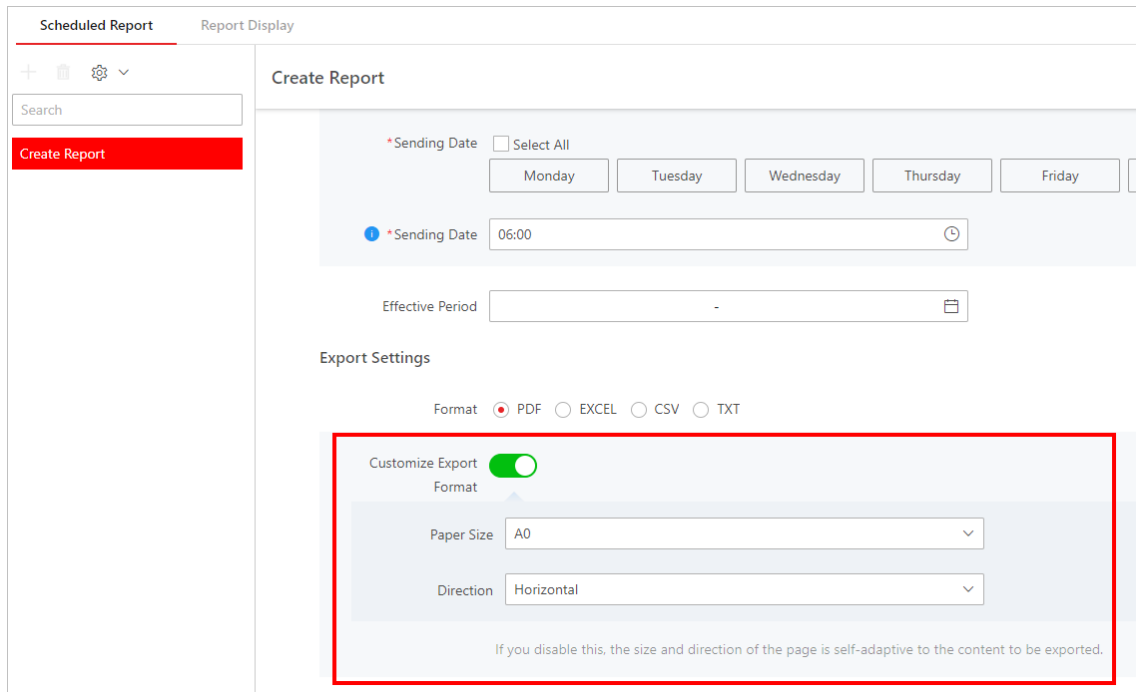 Scheduled Report Report Display
Search
Create Report
Create Report
*Sending Date Select All
Monday Tuesday Wednesday Thursday Friday
*Sending Date 06:00
Effective Period -
Export Settings
Format PDF EXCEL CSV TXT
Customize Export
Format
Paper Size A0
Direction Horizontal
If you disable this, the size and direction of the page is self-adaptive to the content to be exported.